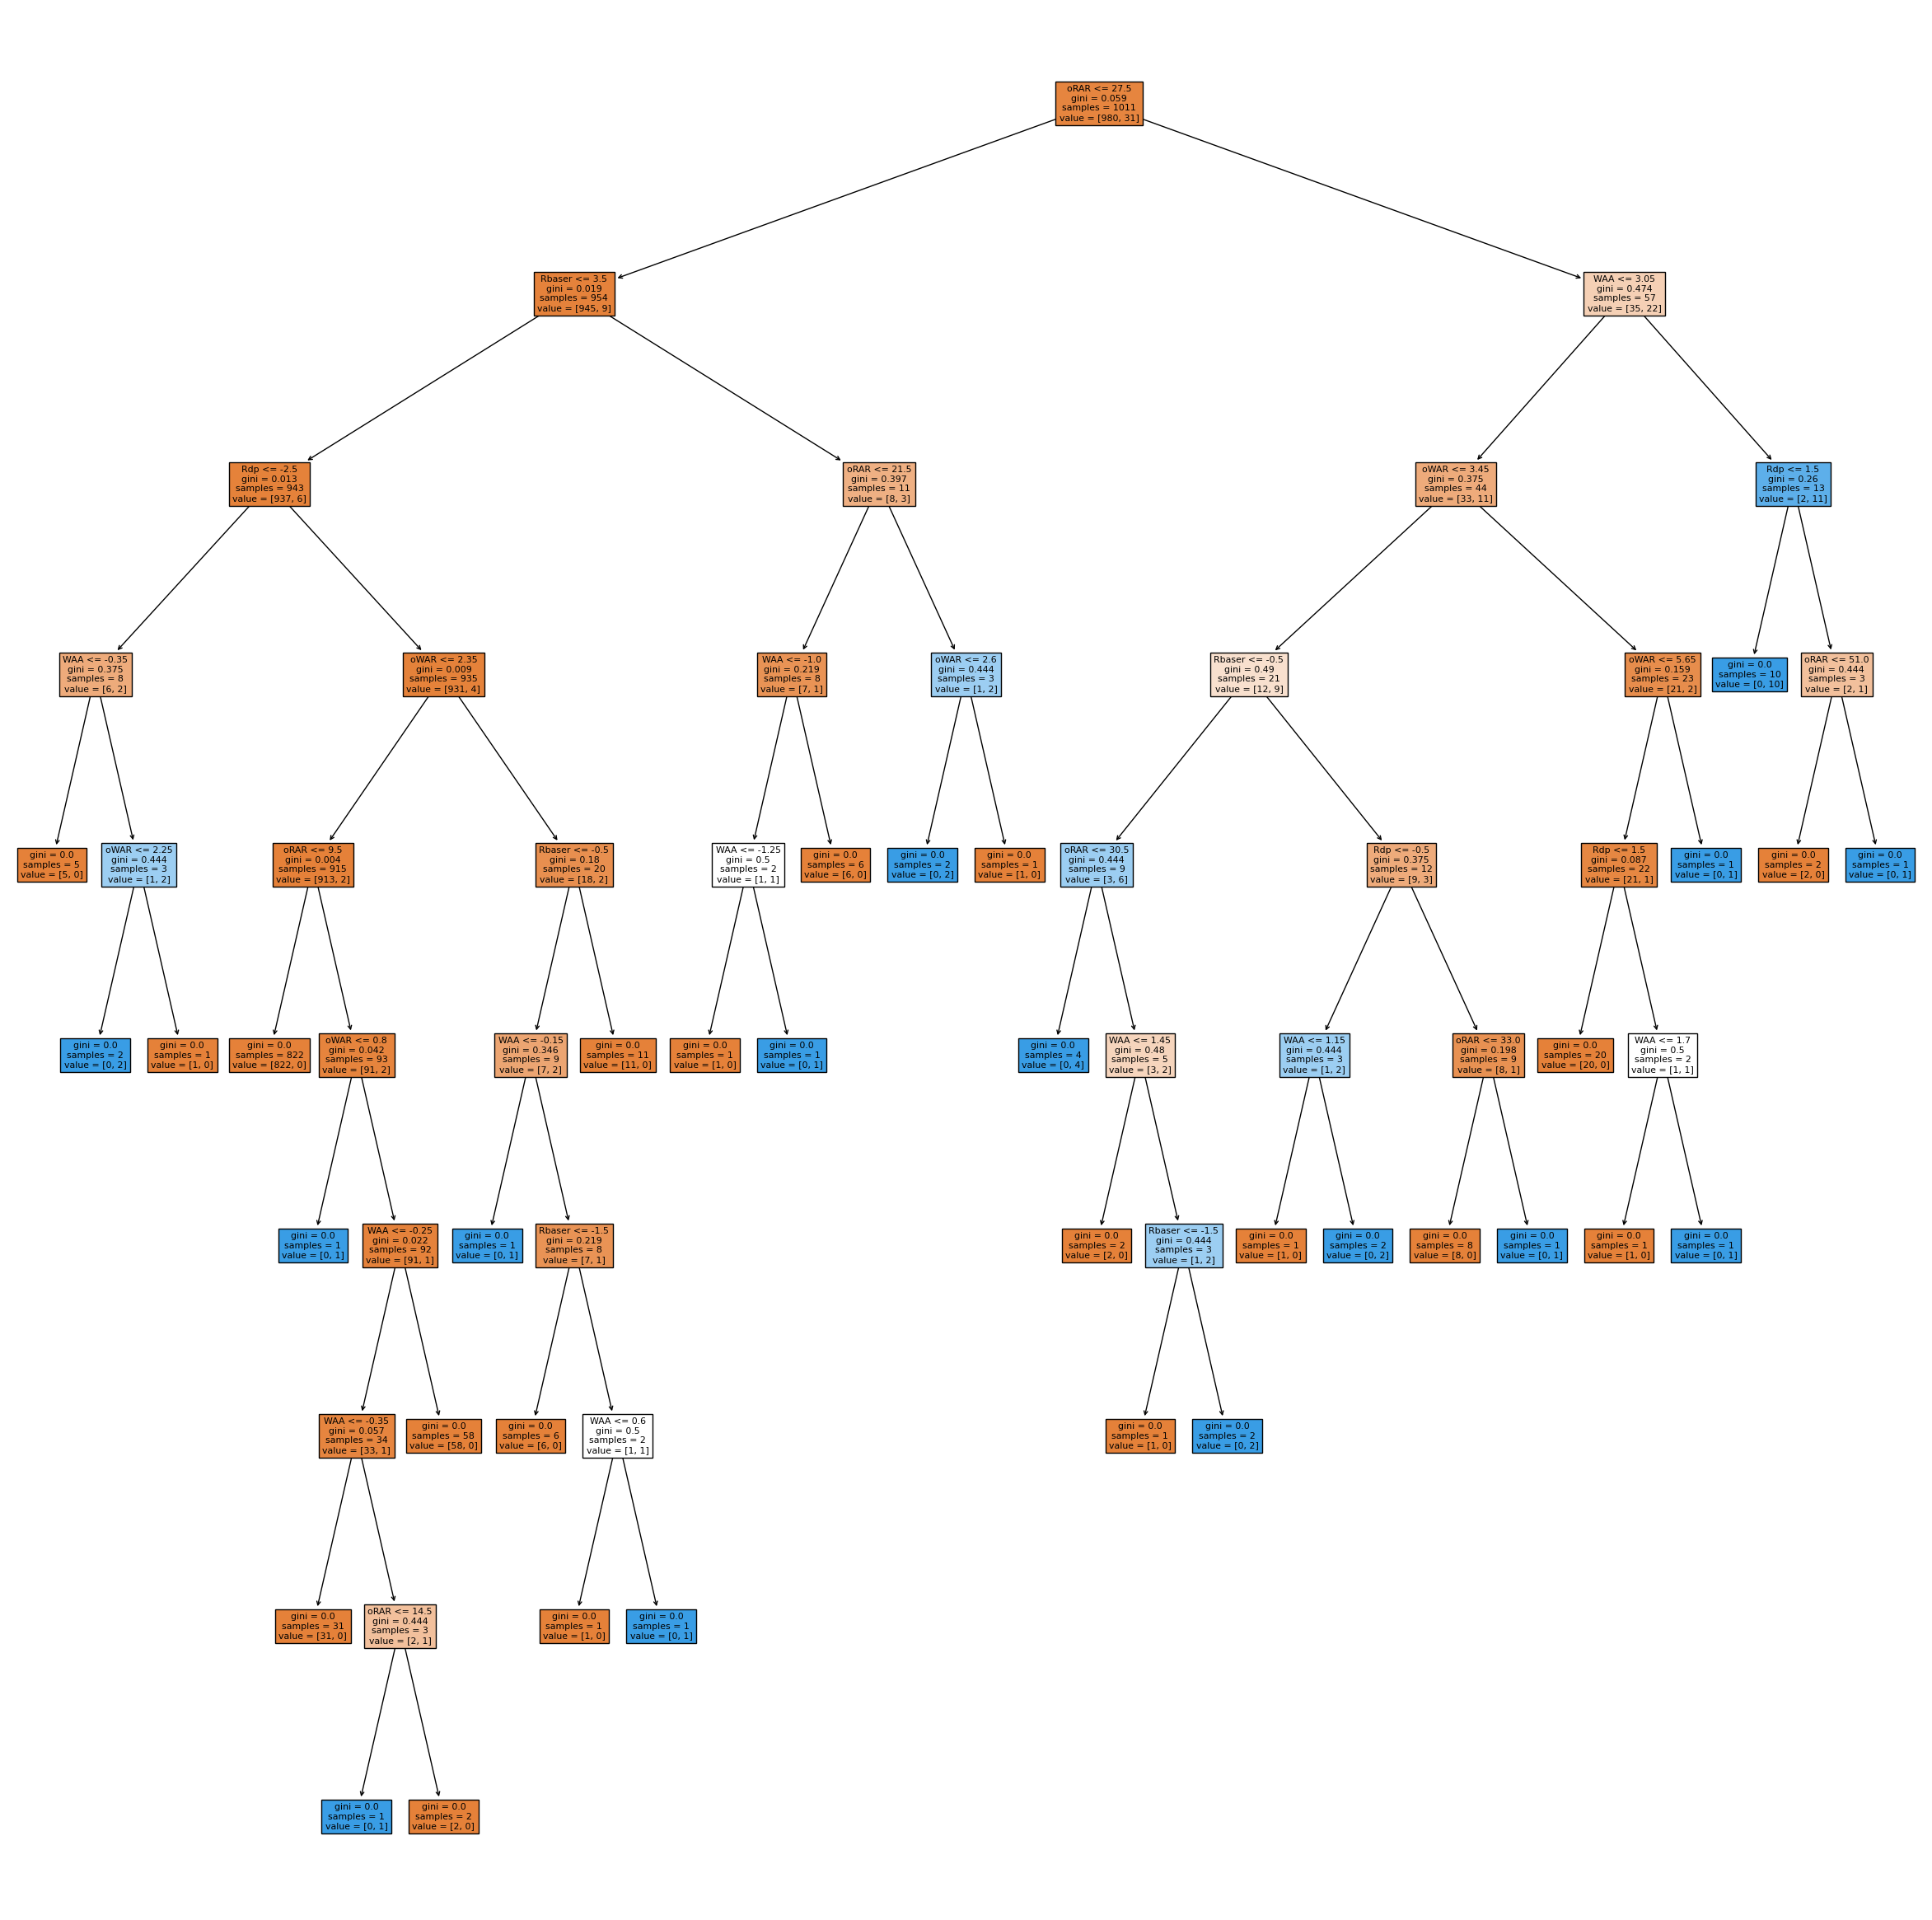 oRAR <= 27.5
gini = 0.059
samples = 1011
value = [980, 31]
Rbaser <= 3.5
gini = 0.019
samples = 954
value = [945, 9]
WAA <= 3.05
gini = 0.474
samples = 57
value = [35, 22]
Rdp <= -2.5
gini = 0.013
samples = 943
value = [937, 6]
oRAR <= 21.5
gini = 0.397
samples = 11
value = [8, 3]
oWAR <= 3.45
gini = 0.375
samples = 44
value = [33, 11]
Rdp <= 1.5
gini = 0.26
samples = 13
value = [2, 11]
WAA <= -0.35
gini = 0.375
samples = 8
value = [6, 2]
oWAR <= 2.35
gini = 0.009
samples = 935
value = [931, 4]
WAA <= -1.0
gini = 0.219
samples = 8
value = [7, 1]
oWAR <= 2.6
gini = 0.444
samples = 3
value = [1, 2]
Rbaser <= -0.5
gini = 0.49
samples = 21
value = [12, 9]
oWAR <= 5.65
gini = 0.159
samples = 23
value = [21, 2]
gini = 0.0
samples = 10
value = [0, 10]
oRAR <= 51.0
gini = 0.444
samples = 3
value = [2, 1]
gini = 0.0
samples = 5
value = [5, 0]
oWAR <= 2.25
gini = 0.444
samples = 3
value = [1, 2]
oRAR <= 9.5
gini = 0.004
samples = 915
value = [913, 2]
Rbaser <= -0.5
gini = 0.18
samples = 20
value = [18, 2]
WAA <= -1.25
gini = 0.5
samples = 2
value = [1, 1]
gini = 0.0
samples = 6
value = [6, 0]
gini = 0.0
samples = 2
value = [0, 2]
gini = 0.0
samples = 1
value = [1, 0]
oRAR <= 30.5
gini = 0.444
samples = 9
value = [3, 6]
Rdp <= -0.5
gini = 0.375
samples = 12
value = [9, 3]
Rdp <= 1.5
gini = 0.087
samples = 22
value = [21, 1]
gini = 0.0
samples = 1
value = [0, 1]
gini = 0.0
samples = 2
value = [2, 0]
gini = 0.0
samples = 1
value = [0, 1]
gini = 0.0
samples = 2
value = [0, 2]
gini = 0.0
samples = 1
value = [1, 0]
gini = 0.0
samples = 822
value = [822, 0]
oWAR <= 0.8
gini = 0.042
samples = 93
value = [91, 2]
WAA <= -0.15
gini = 0.346
samples = 9
value = [7, 2]
gini = 0.0
samples = 11
value = [11, 0]
gini = 0.0
samples = 1
value = [1, 0]
gini = 0.0
samples = 1
value = [0, 1]
gini = 0.0
samples = 4
value = [0, 4]
WAA <= 1.45
gini = 0.48
samples = 5
value = [3, 2]
WAA <= 1.15
gini = 0.444
samples = 3
value = [1, 2]
oRAR <= 33.0
gini = 0.198
samples = 9
value = [8, 1]
gini = 0.0
samples = 20
value = [20, 0]
WAA <= 1.7
gini = 0.5
samples = 2
value = [1, 1]
gini = 0.0
samples = 1
value = [0, 1]
WAA <= -0.25
gini = 0.022
samples = 92
value = [91, 1]
gini = 0.0
samples = 1
value = [0, 1]
Rbaser <= -1.5
gini = 0.219
samples = 8
value = [7, 1]
gini = 0.0
samples = 2
value = [2, 0]
Rbaser <= -1.5
gini = 0.444
samples = 3
value = [1, 2]
gini = 0.0
samples = 1
value = [1, 0]
gini = 0.0
samples = 2
value = [0, 2]
gini = 0.0
samples = 8
value = [8, 0]
gini = 0.0
samples = 1
value = [0, 1]
gini = 0.0
samples = 1
value = [1, 0]
gini = 0.0
samples = 1
value = [0, 1]
WAA <= -0.35
gini = 0.057
samples = 34
value = [33, 1]
gini = 0.0
samples = 58
value = [58, 0]
gini = 0.0
samples = 6
value = [6, 0]
WAA <= 0.6
gini = 0.5
samples = 2
value = [1, 1]
gini = 0.0
samples = 1
value = [1, 0]
gini = 0.0
samples = 2
value = [0, 2]
gini = 0.0
samples = 31
value = [31, 0]
oRAR <= 14.5
gini = 0.444
samples = 3
value = [2, 1]
gini = 0.0
samples = 1
value = [1, 0]
gini = 0.0
samples = 1
value = [0, 1]
gini = 0.0
samples = 1
value = [0, 1]
gini = 0.0
samples = 2
value = [2, 0]